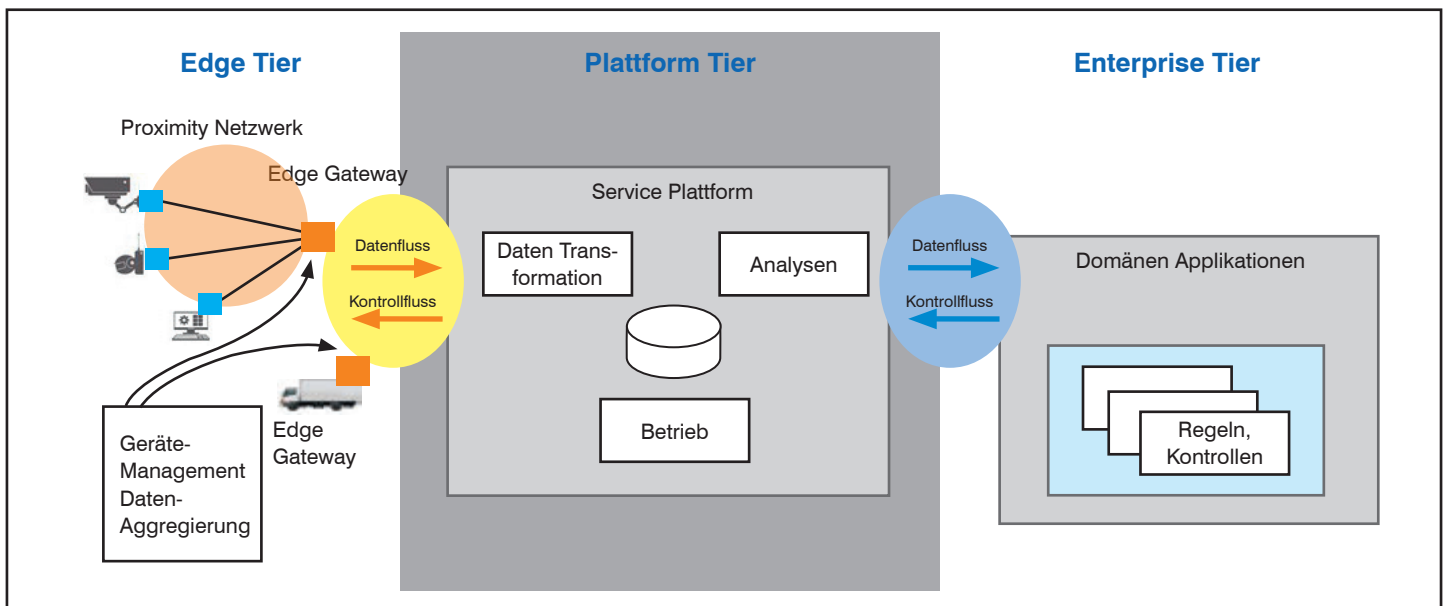 Edge Tier
Plattform Tier
Enterprise Tier
Proximity Netzwerk
Edge Gateway
Service Plattform
Datenfluss
Kontrollfluss
Daten Trans-
formation
Analysen
Betrieb
Datenfluss
Kontrollfluss
Domänen Applikationen
Regeln,
Kontrollen
Edge
Gateway
Geräte-
Management
Daten-
Aggregierung